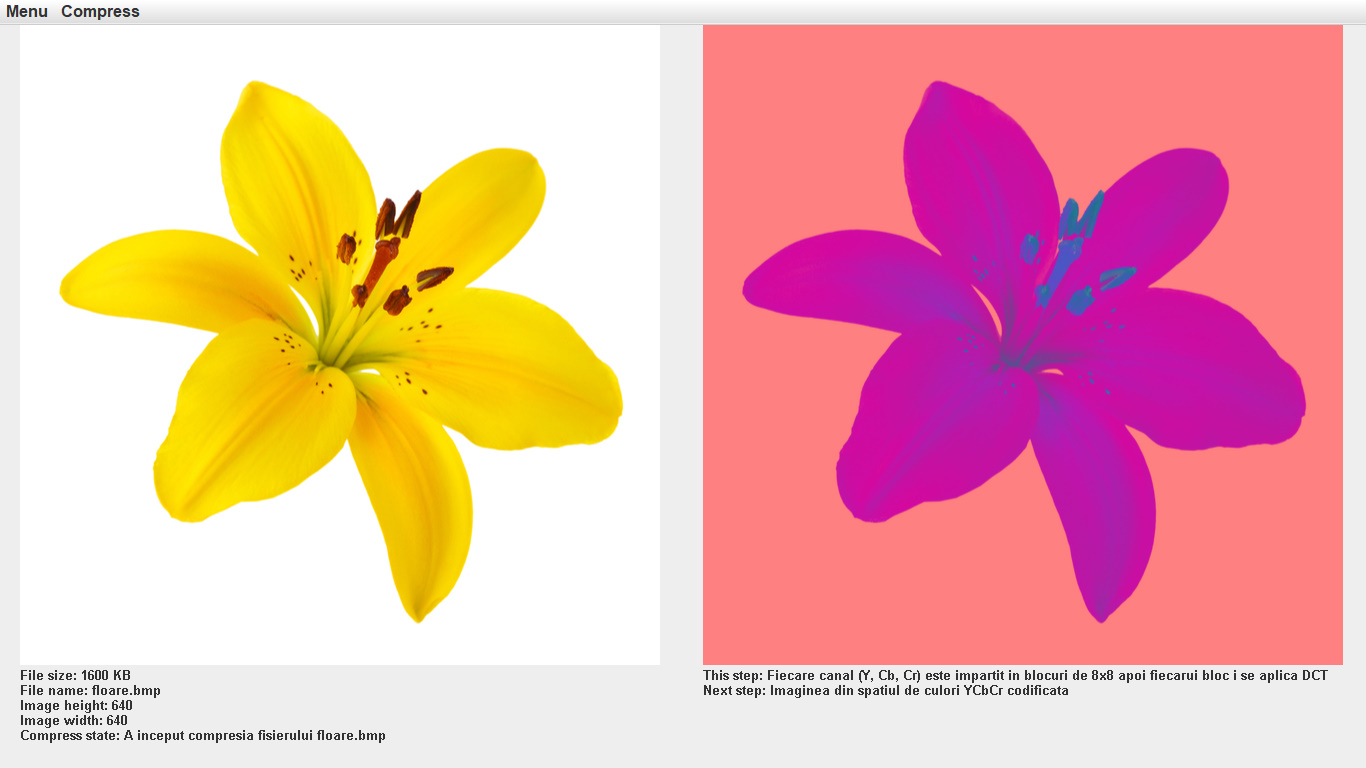 Menu Compress
File size: 1600 KB
File name: floare.bmp
Image height: 640
Image width: 640
Compress state: A inceput compresia fisierului floare.bmp
This step: Fiecare canal (Y, Cb, Cr) este impartit in blocuri de 8x8 apoi fiecarui bloc i se aplica DCT
Next step: Imaginea din spatiul de culori YCbCr codificata